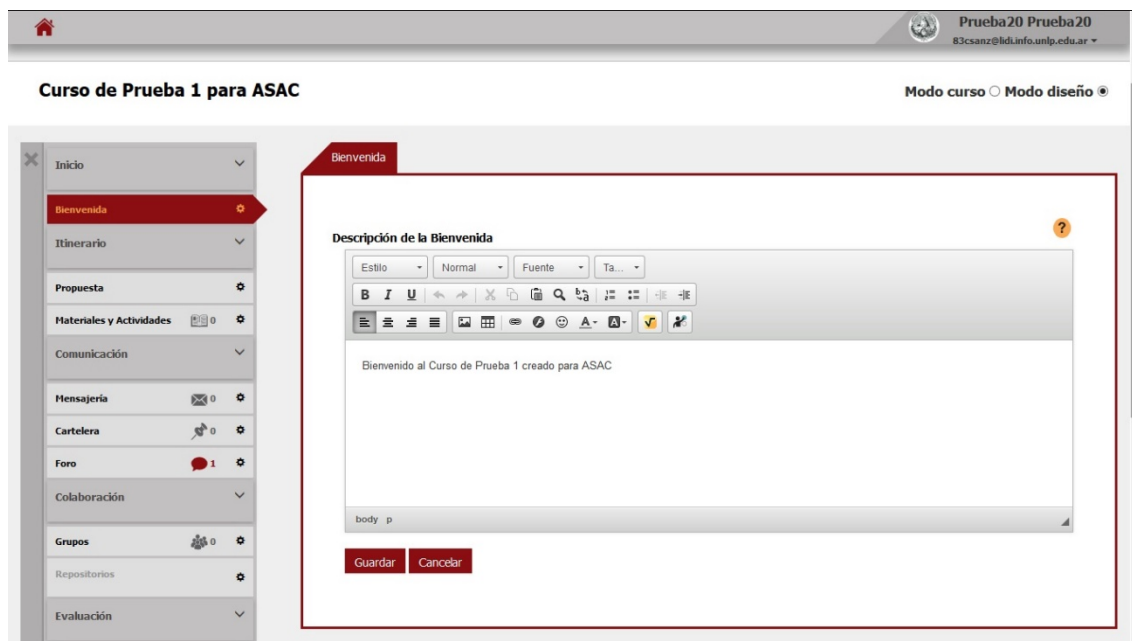 Prueba20 Prueba20
83csanz@lidi.info.unlp.edu.ar
Curso de Prueba 1 para ASAC
Modo curso Modo diseño
Inicio
Bienvenida
Itinerario
Propuesta
Materiales y Actividades 0
Comunicación
Mensajería 0
Cartelera 0
Foro 1
Colaboración
Grupos 0
Repositorios
Evaluación
Bienvenida
?
Descripción de la Bienvenida
Estilo Normal Fuente Ta...
B I U
A A
Bienvenido al Curso de Prueba 1 creado para ASAC
body p
Guardar Cancelar